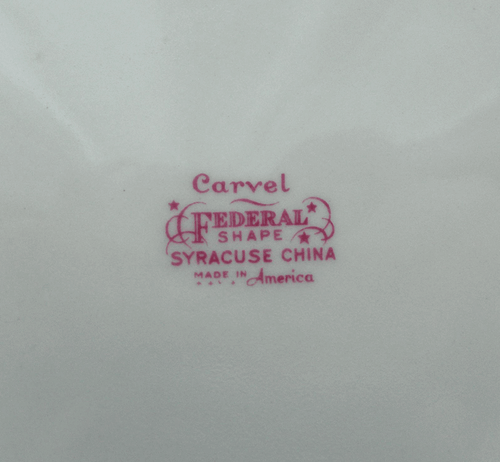 Carvel
FEDERAL
SHAPE
SYRACUSE CHINA
MADE IN America